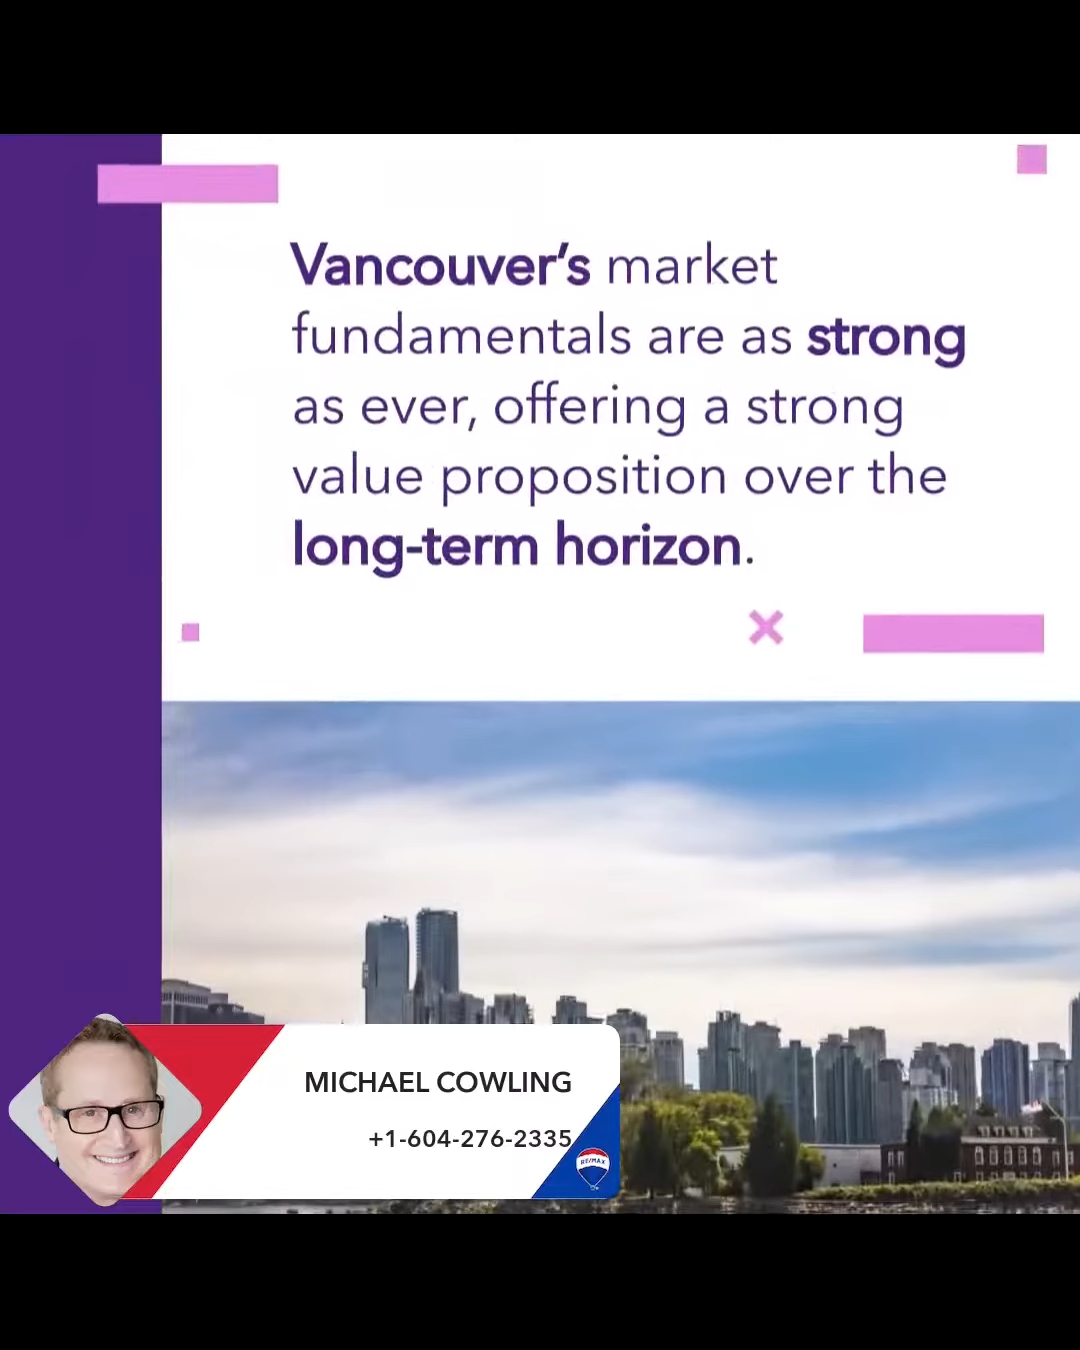 Vancouver’s market
fundamentals are as strong
as ever, offering a strong
value proposition over the
long-term horizon.
MICHAEL COWLING
+1-604-276-2335
RE/MAX